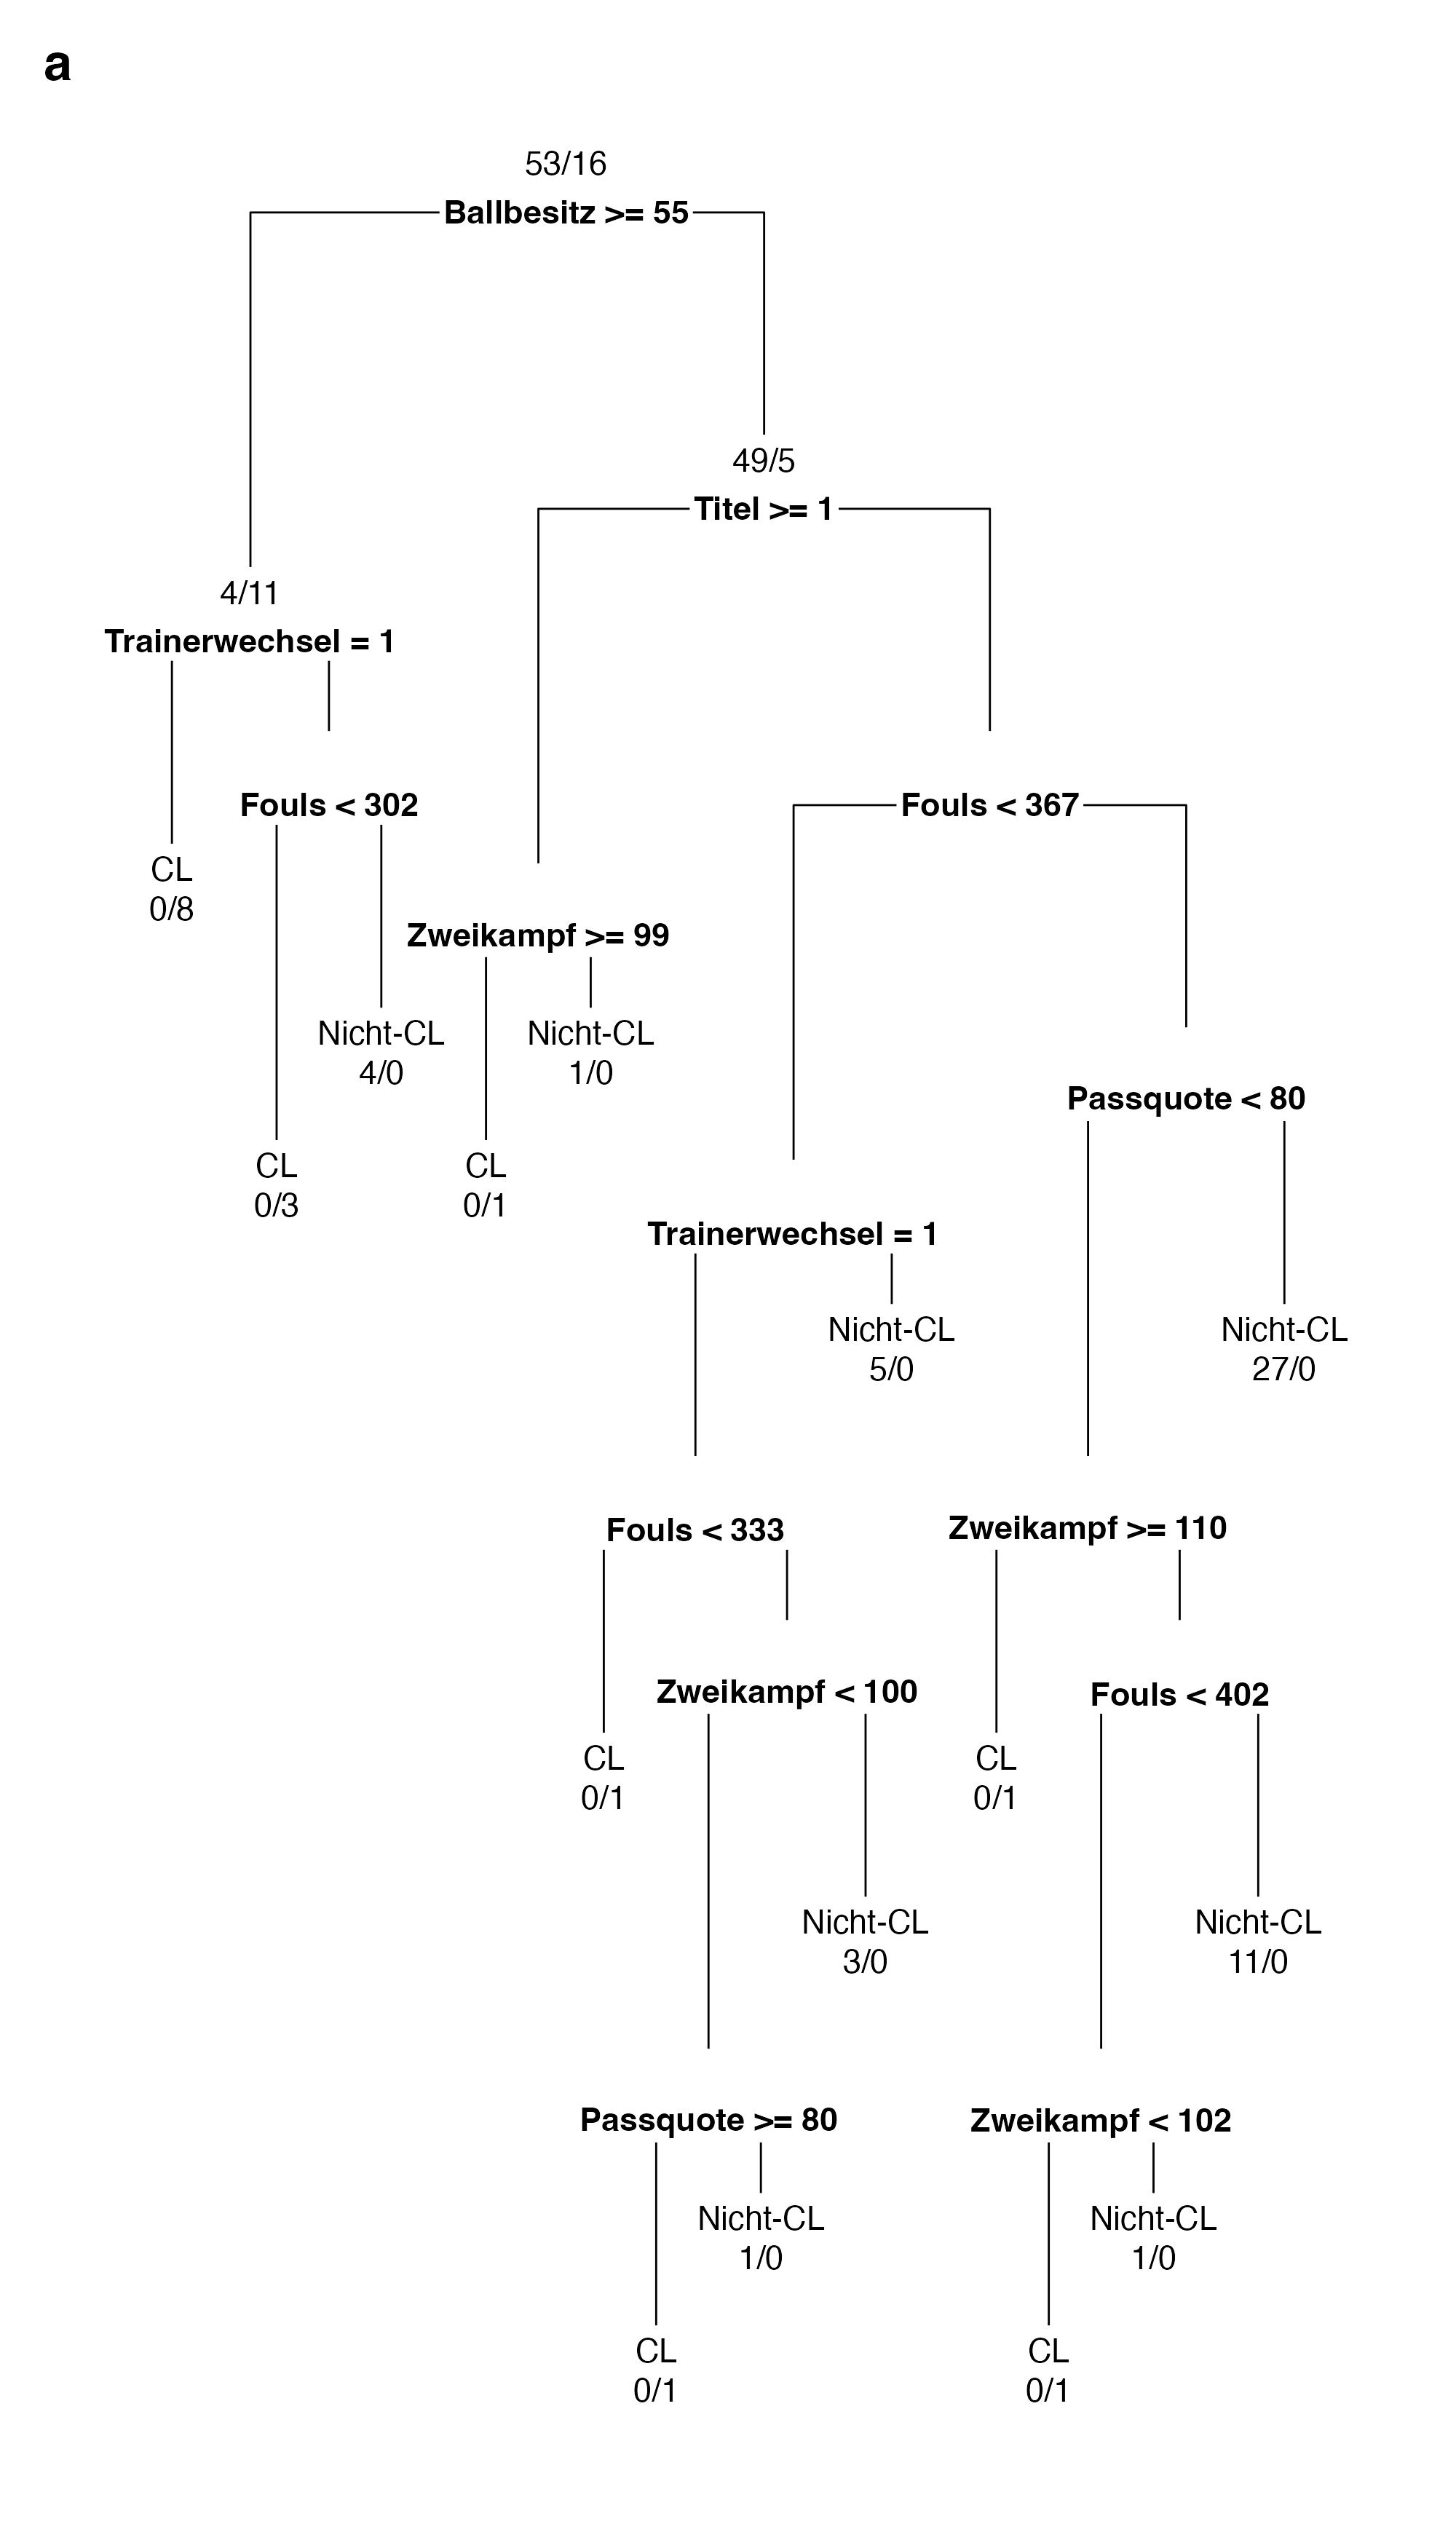 a
53/16
Ballbesitz >= 55
49/5
Titel >= 1
4/11
Trainerwechsel = 1
Fouls < 302
Fouls < 367
CL
0/8
Zweikampf >= 99
Nicht-CL
4/0
Nicht-CL
1/0
Passquote < 80
CL
0/3
CL
0/1
Trainerwechsel = 1
Nicht-CL
5/0
Nicht-CL
27/0
Fouls < 333
Zweikampf >= 110
Zweikampf < 100
Fouls < 402
CL
0/1
CL
0/1
Nicht-CL
3/0
Nicht-CL
11/0
Passquote >= 80
Zweikampf < 102
Nicht-CL
1/0
Nicht-CL
1/0
CL
0/1
CL
0/1